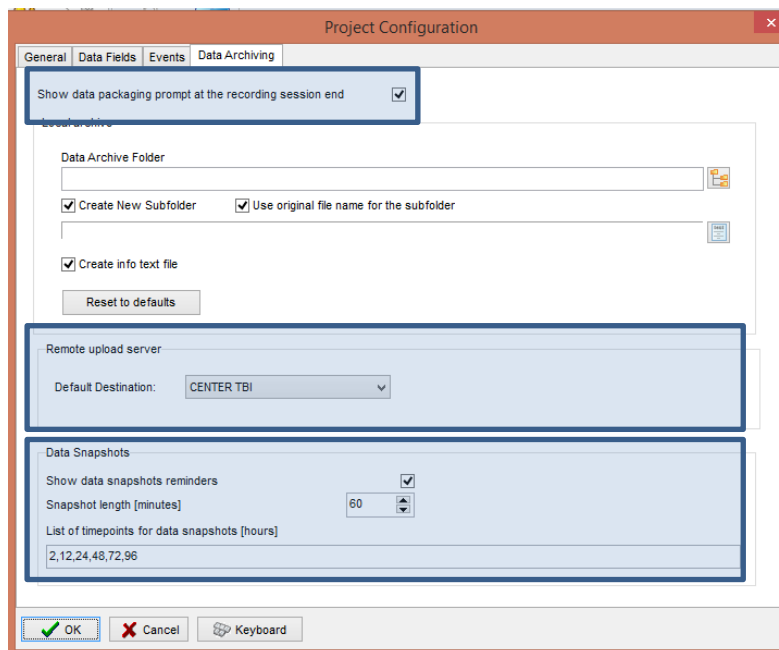 Project Configuration
General Data Fields Events Data Archiving
Show data packaging prompt at the recording session end
Local archive
Data Archive Folder
Create New Subfolder Use original file name for the subfolder
Create info text file
Reset to defaults
Remote upload server
Default Destination: CENTER TBI
Data Snapshots
Show data snapshots reminders
Snapshot length [minutes] 60
List of timepoints for data snapshots [hours]
2,12,24,48,72,96
OK Cancel Keyboard